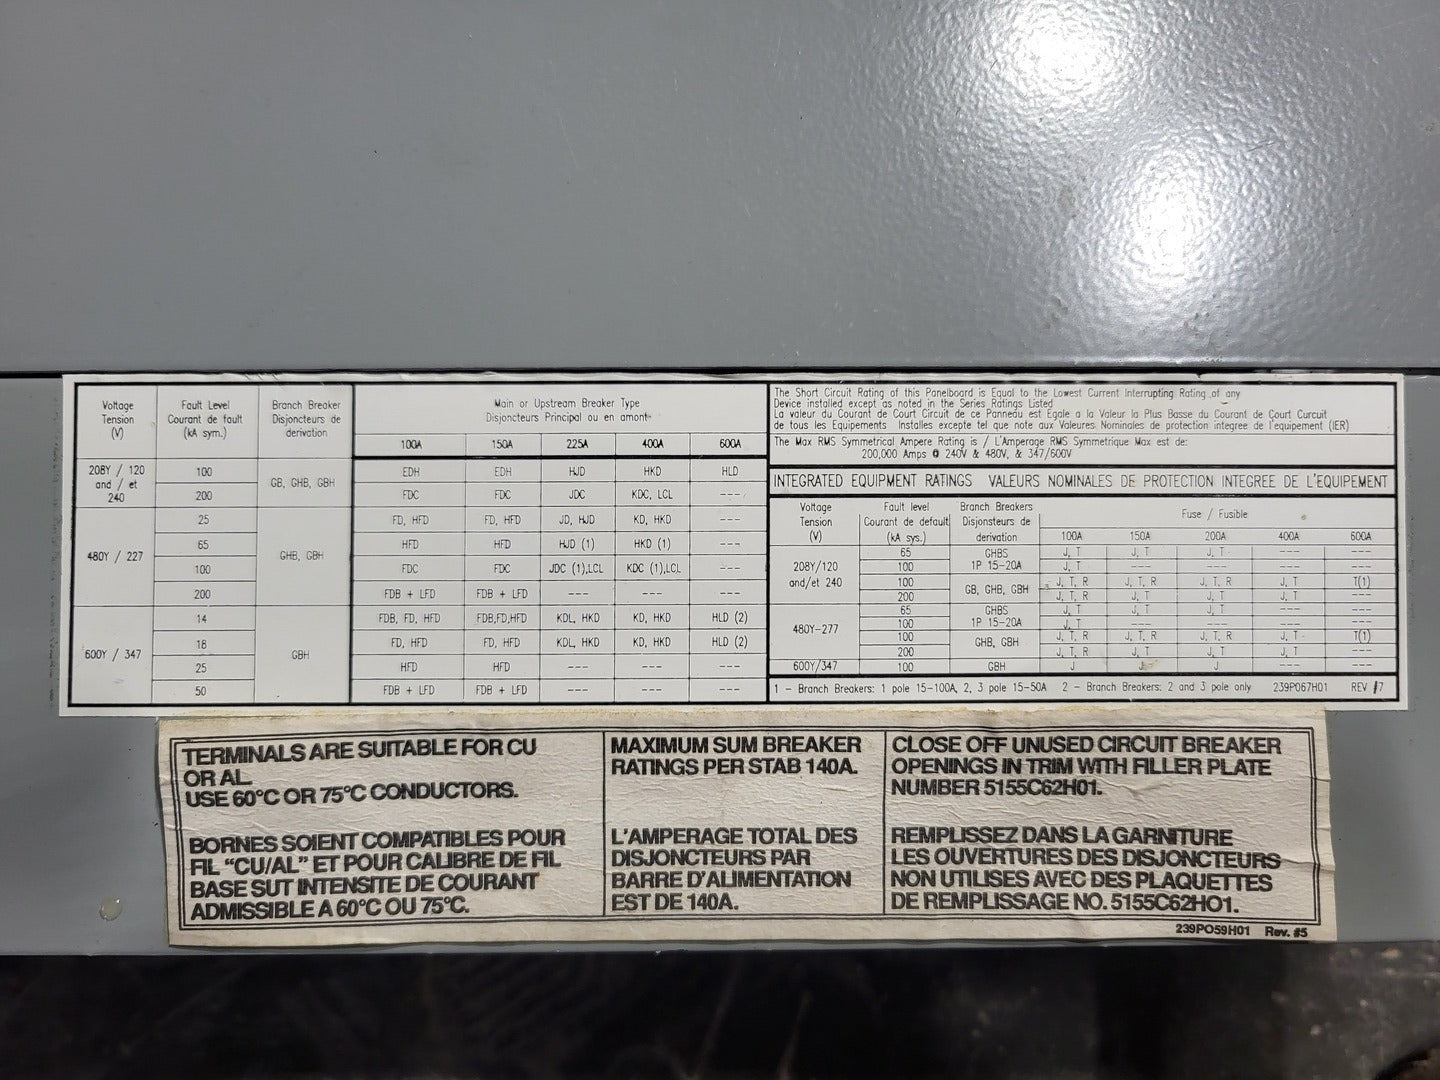 Voltage
Tension
(V)
Fault Level
Courant de fault
(kA sym.)
Branch Breaker
Disjoncteurs de
derivation
Main or Upstream Breaker Type
Disjoncteurs Principal ou en amont
100A 150A 225A 400A 600A
208Y / 120
and / et
240
100 GB, GHB, GBH EDH EDH HJD HKD HLD
200 FDC FDC JDC KDC, LCL ---
480Y / 227
GHB, GBH
25 FD, HFD FD, HFD JD, HJD KD, HKD ---
65 HFD HFD HJD (1) HKD (1) ---
100 FDC FDC JDC (1),LCL KDC (1),LCL ---
200 FDB + LFD FDB + LFD --- --- ---
600Y / 347
GBH
14 FDB, FD, HFD FDB,FD,HFD KDL, HKD KD, HKD HLD (2)
18 FD, HFD FD, HFD KDL, HKD KD, HKD HLD (2)
25 HFD HFD --- --- ---
50 FDB + LFD FDB + LFD --- --- ---
The Short Circuit Rating of this Panelboard is Equal to the Lowest Current Interrupting Rating of any
Device installed except as noted in the Series Ratings Listed
La valeur du Courant de Court Circuit de ce Panneau est Egale a la Valeur la Plus Basse du Courant de Court Curcuit
de tous les Equipements Installes excepte tel que note aux Valeurs Nominales de protection integree de l'equipement (IER)
The Max RMS Symmetrical Ampere Rating is / L'Amperage RMS Symmetrique Max est de:
200,000 Amps @ 240V & 480V, & 347/600V
INTEGRATED EQUIPMENT RATINGS VALEURS NOMINALES DE PROTECTION INTEGREE DE L'EQUIPEMENT
Voltage
Tension
(V)
Fault level
Courant de default
(kA sys.)
Branch Breakers
Disjonsteurs de
derivation
Fuse / Fusible
100A 150A 200A 400A 600A
208Y/120
and/et 240
GHBS
1P 15-20A
65 J, T J, T J, T --- ---
100 J, T --- --- --- ---
GB, GHB, GBH
100 J, T, R J, T, R J, T, R J, T T(1)
200 J, T, R J, T J, T J, T ---
480Y-277
GHBS
1P 15-20A
65 J, T J, T J, T --- ---
100 J, T --- --- --- ---
GHB, GBH
100 J, T, R J, T, R J, T, R J, T T(1)
200 J, T, R J, T J, T J, T ---
600Y/347 100 GBH J J J --- ---
1 - Branch Breakers: 1 pole 15-100A, 2, 3 pole 15-50A 2 - Branch Breakers: 2 and 3 pole only 239P067H01 REV #7
TERMINALS ARE SUITABLE FOR CU
OR AL.
USE 60°C OR 75°C CONDUCTORS.
BORNES SOIENT COMPATIBLES POUR
FIL "CU/AL" ET POUR CALIBRE DE FIL
BASE SUT INTENSITE DE COURANT
ADMISSIBLE A 60°C OU 75°C.
MAXIMUM SUM BREAKER
RATINGS PER STAB 140A.
L'AMPERAGE TOTAL DES
DISJONCTEURS PAR
BARRE D'ALIMENTATION
EST DE 140A.
CLOSE OFF UNUSED CIRCUIT BREAKER
OPENINGS IN TRIM WITH FILLER PLATE
NUMBER 5155C62H01.
REMPLISSEZ DANS LA GARNITURE
LES OUVERTURES DES DISJONCTEURS
NON UTILISES AVEC DES PLAQUETTES
DE REMPLISSAGE NO. 5155C62HO1.
239PO59H01 Rev. #5